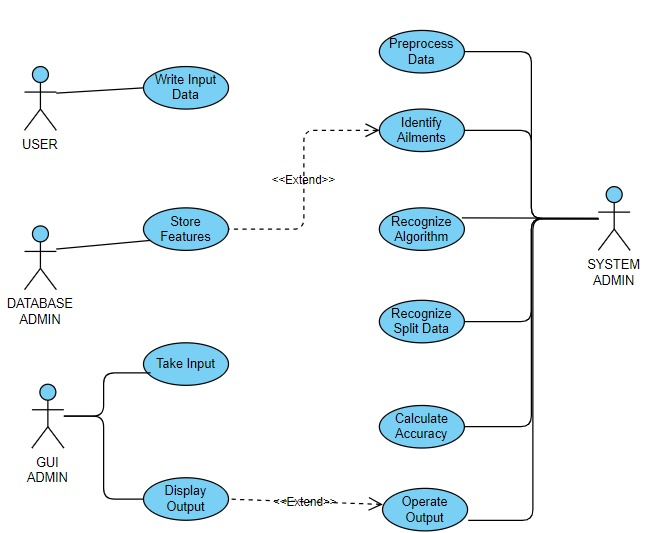 Preprocess
Data
Write Input
Data
USER
Identify
Ailments
<<Extend>>
Store
Features
Recognize
Algorithm
DATABASE
ADMIN
SYSTEM
ADMIN
Recognize
Split Data
Take Input
Calculate
Accuracy
GUI
ADMIN
Display
Output
<<Extend>>
Operate
Output